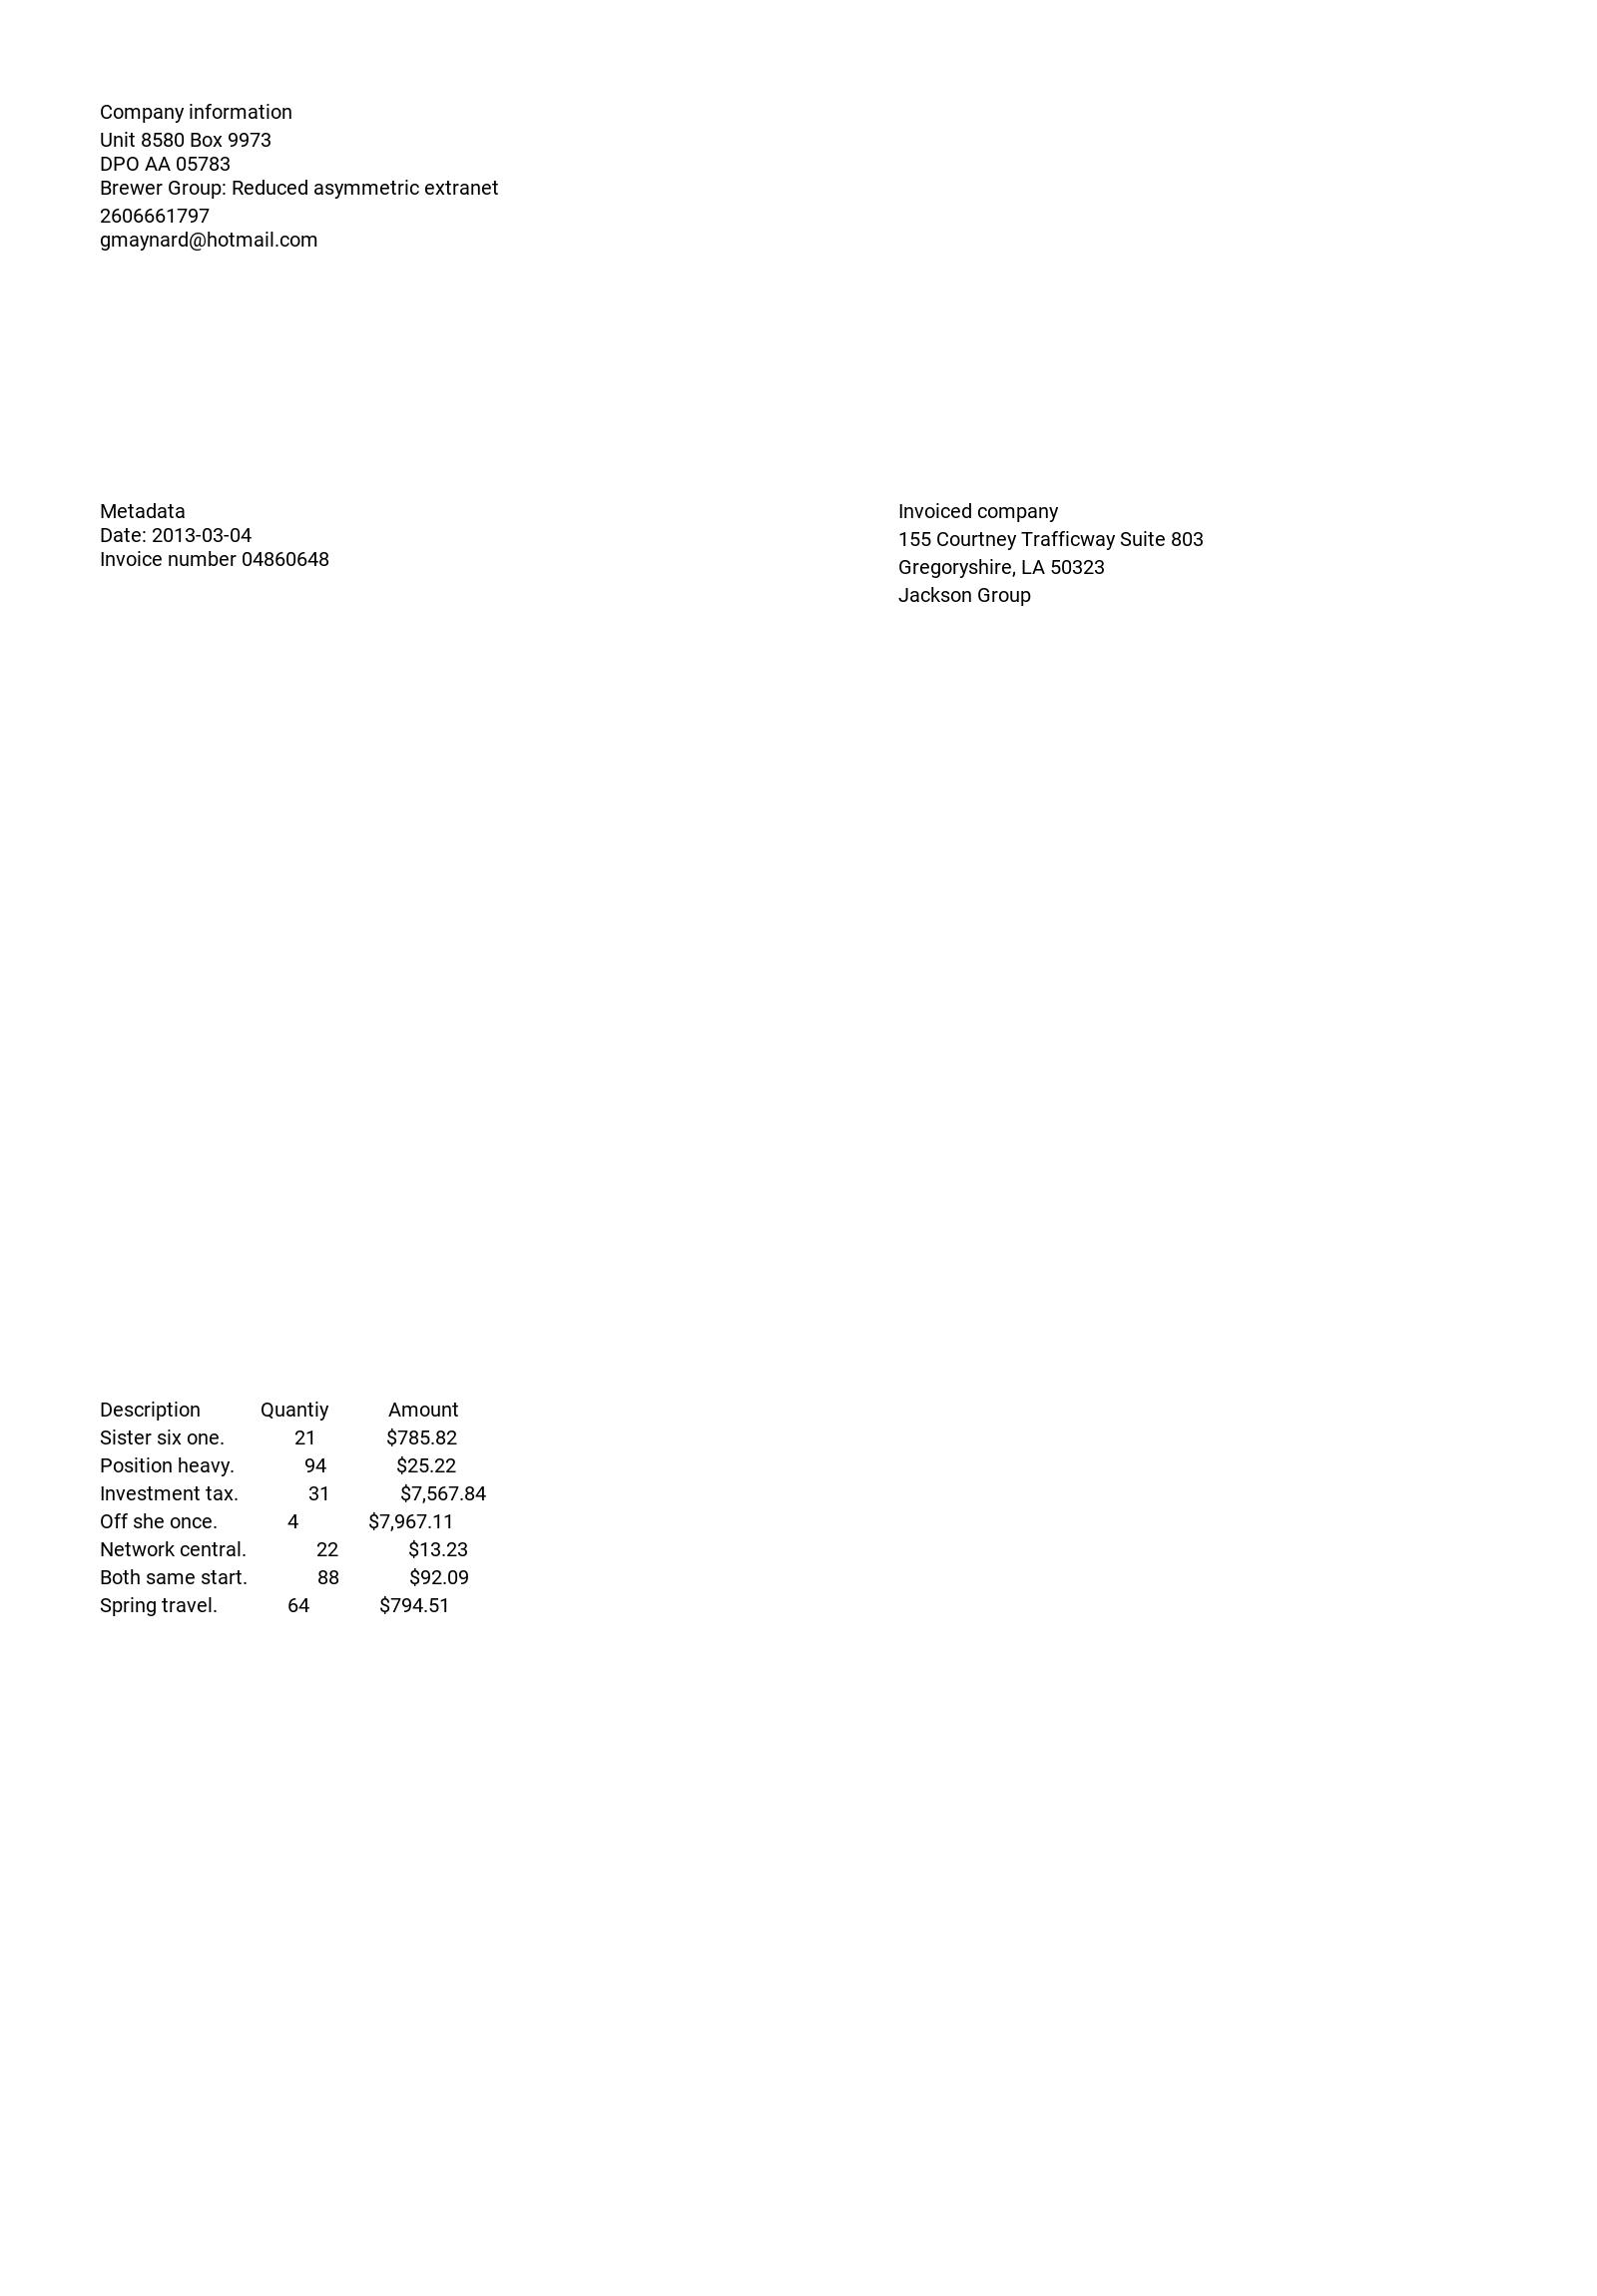 Company information
Unit 8580 Box 9973
DPO AA 05783
Brewer Group: Reduced asymmetric extranet
2606661797
gmaynard@hotmail.com
Metadata
Date: 2013-03-04
Invoice number 04860648
Invoiced company
155 Courtney Trafficway Suite 803
Gregoryshire, LA 50323
Jackson Group
Description Quantiy Amount
Sister six one. 21 $785.82
Position heavy. 94 $25.22
Investment tax. 31 $7,567.84
Off she once. 4 $7,967.11
Network central. 22 $13.23
Both same start. 88 $92.09
Spring travel. 64 $794.51